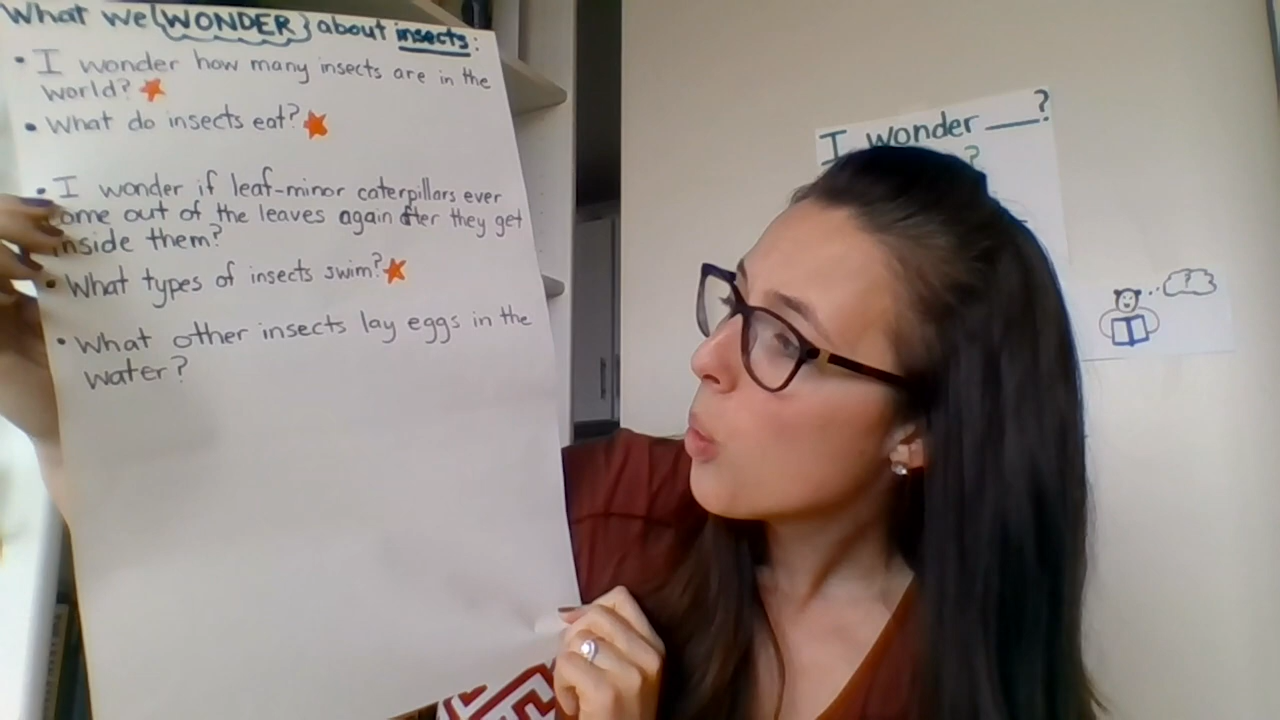 What we WONDER about insects:
• I wonder how many insects are in the
world?
• What do insects eat?
• I wonder if leaf-minor caterpillars ever
ome out of the leaves again after they get
inside them?
• What types of insects swim?
• What other insects lay eggs in the
water?
I wonder ___?
?
?